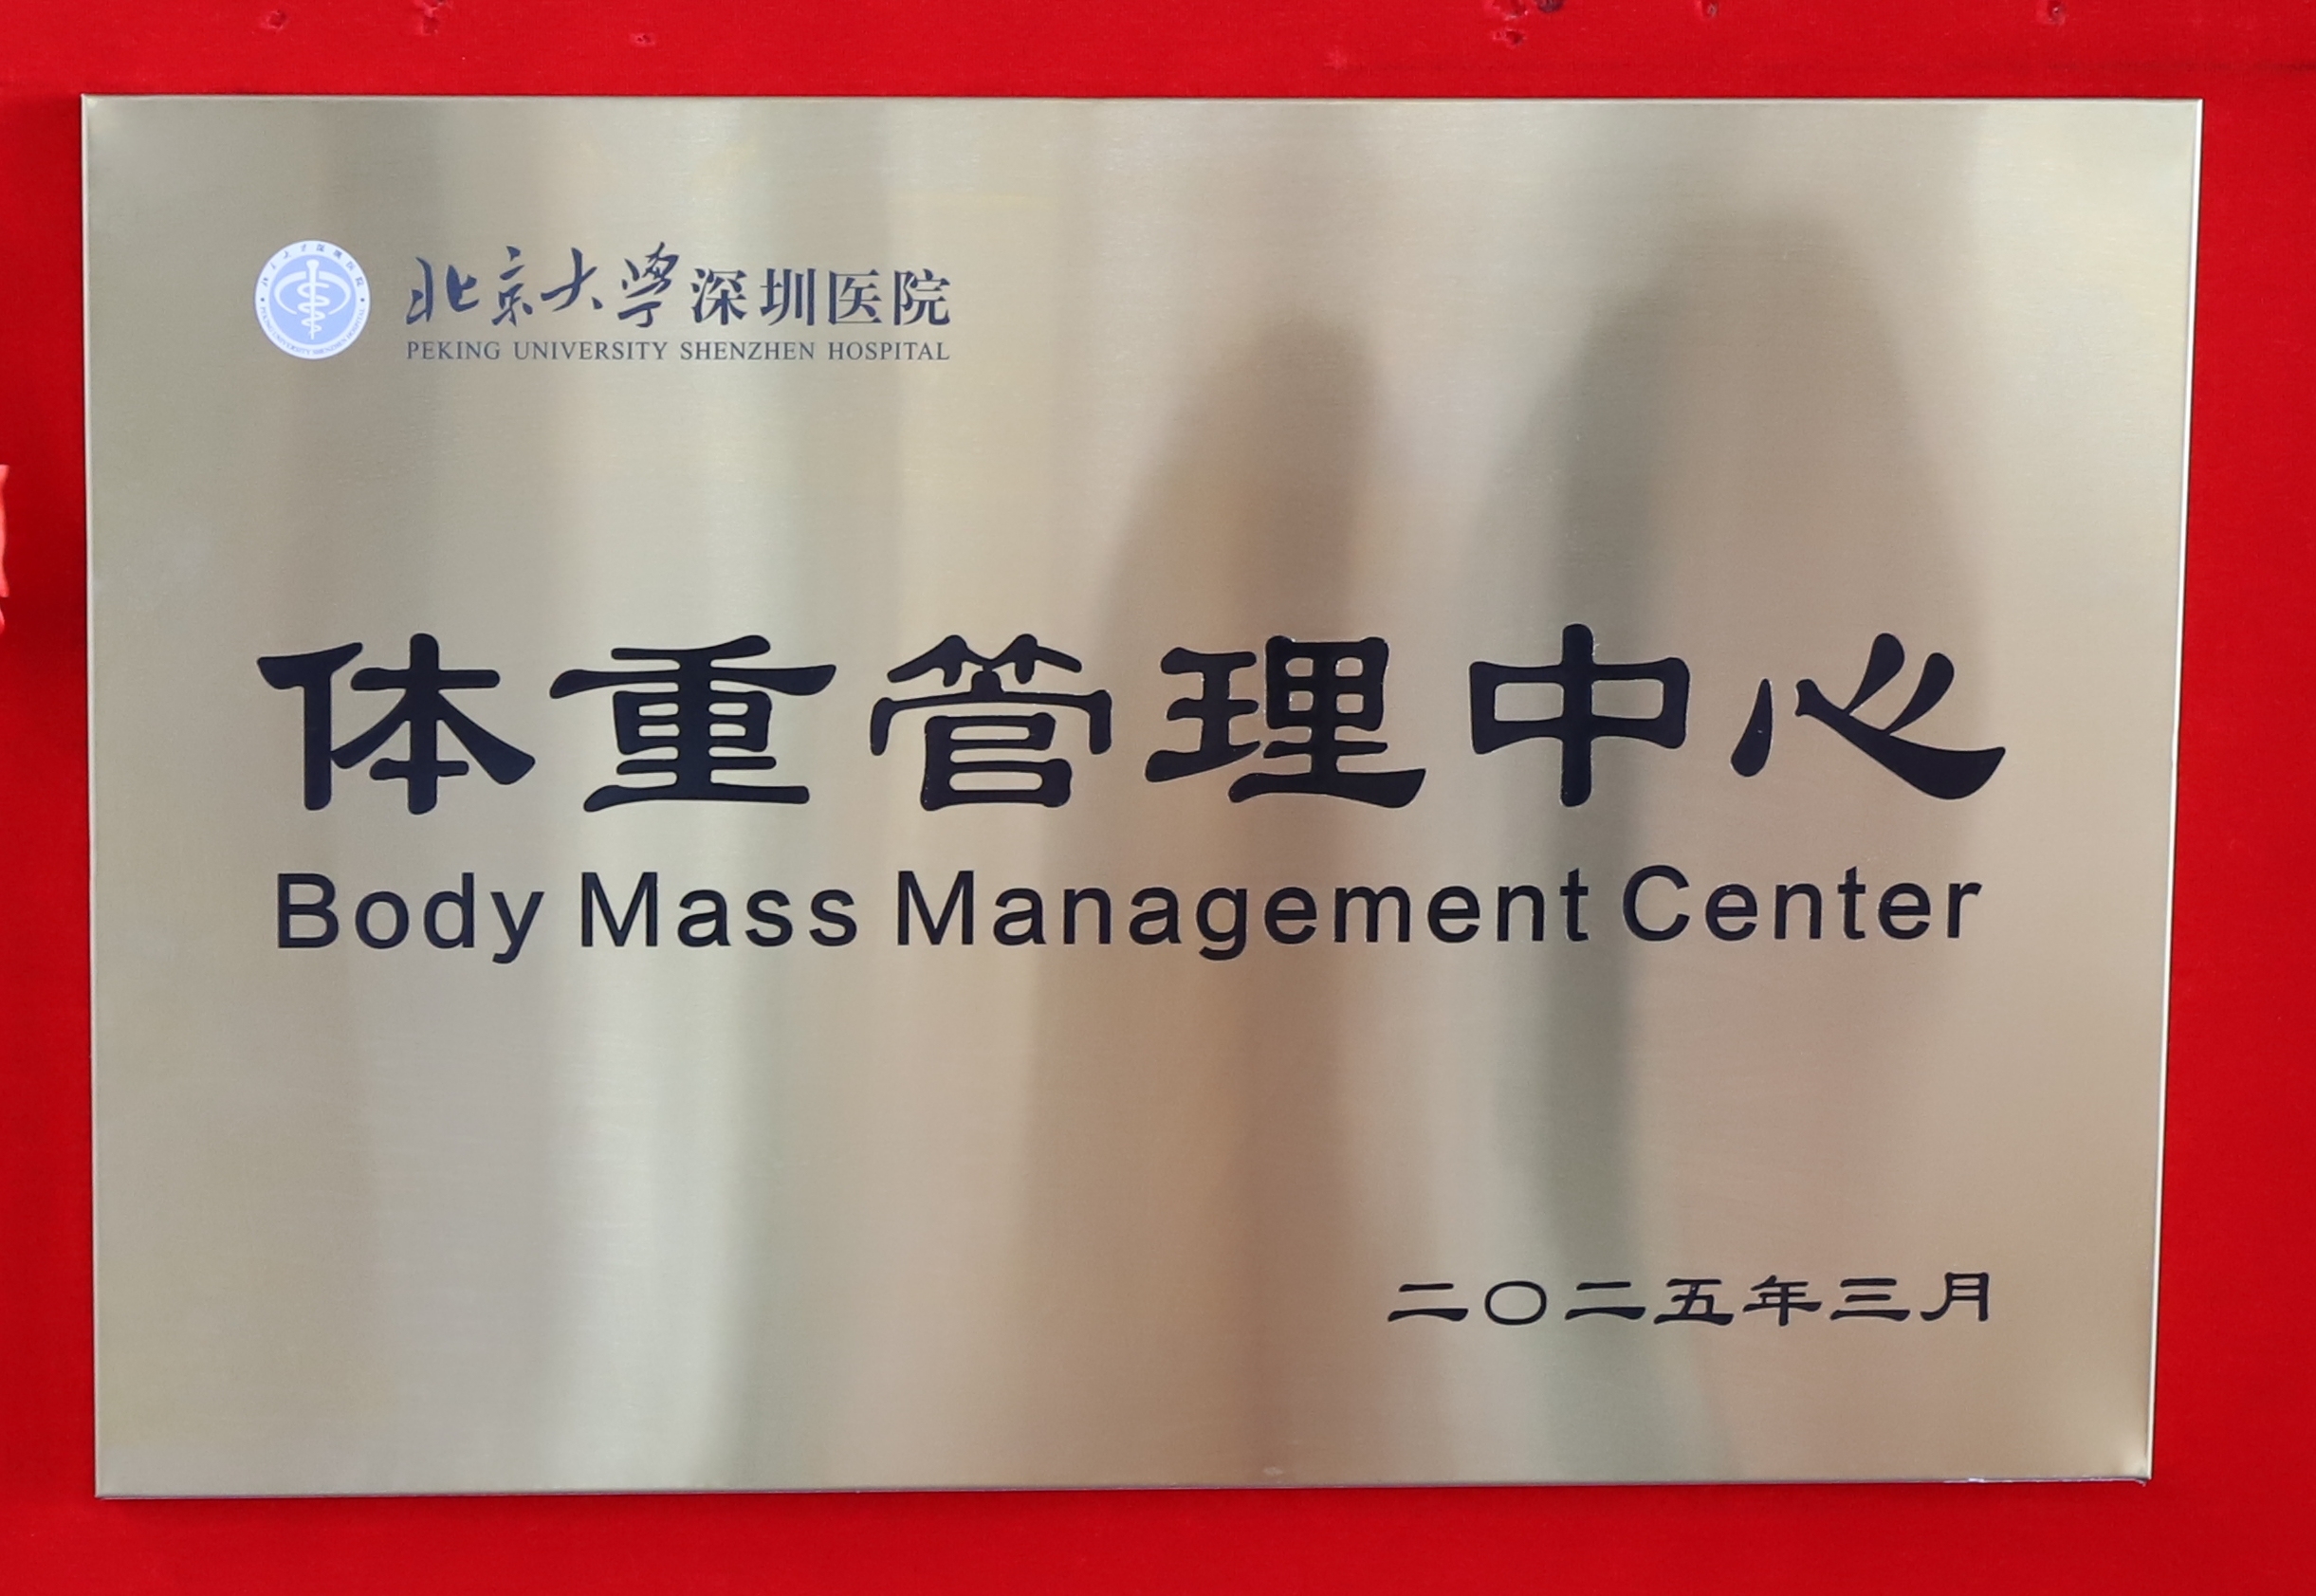 北京大学深圳医院
PEKING UNIVERSITY SHENZHEN HOSPITAL
体重管理中心
Body Mass Management Center
二〇二五年三月